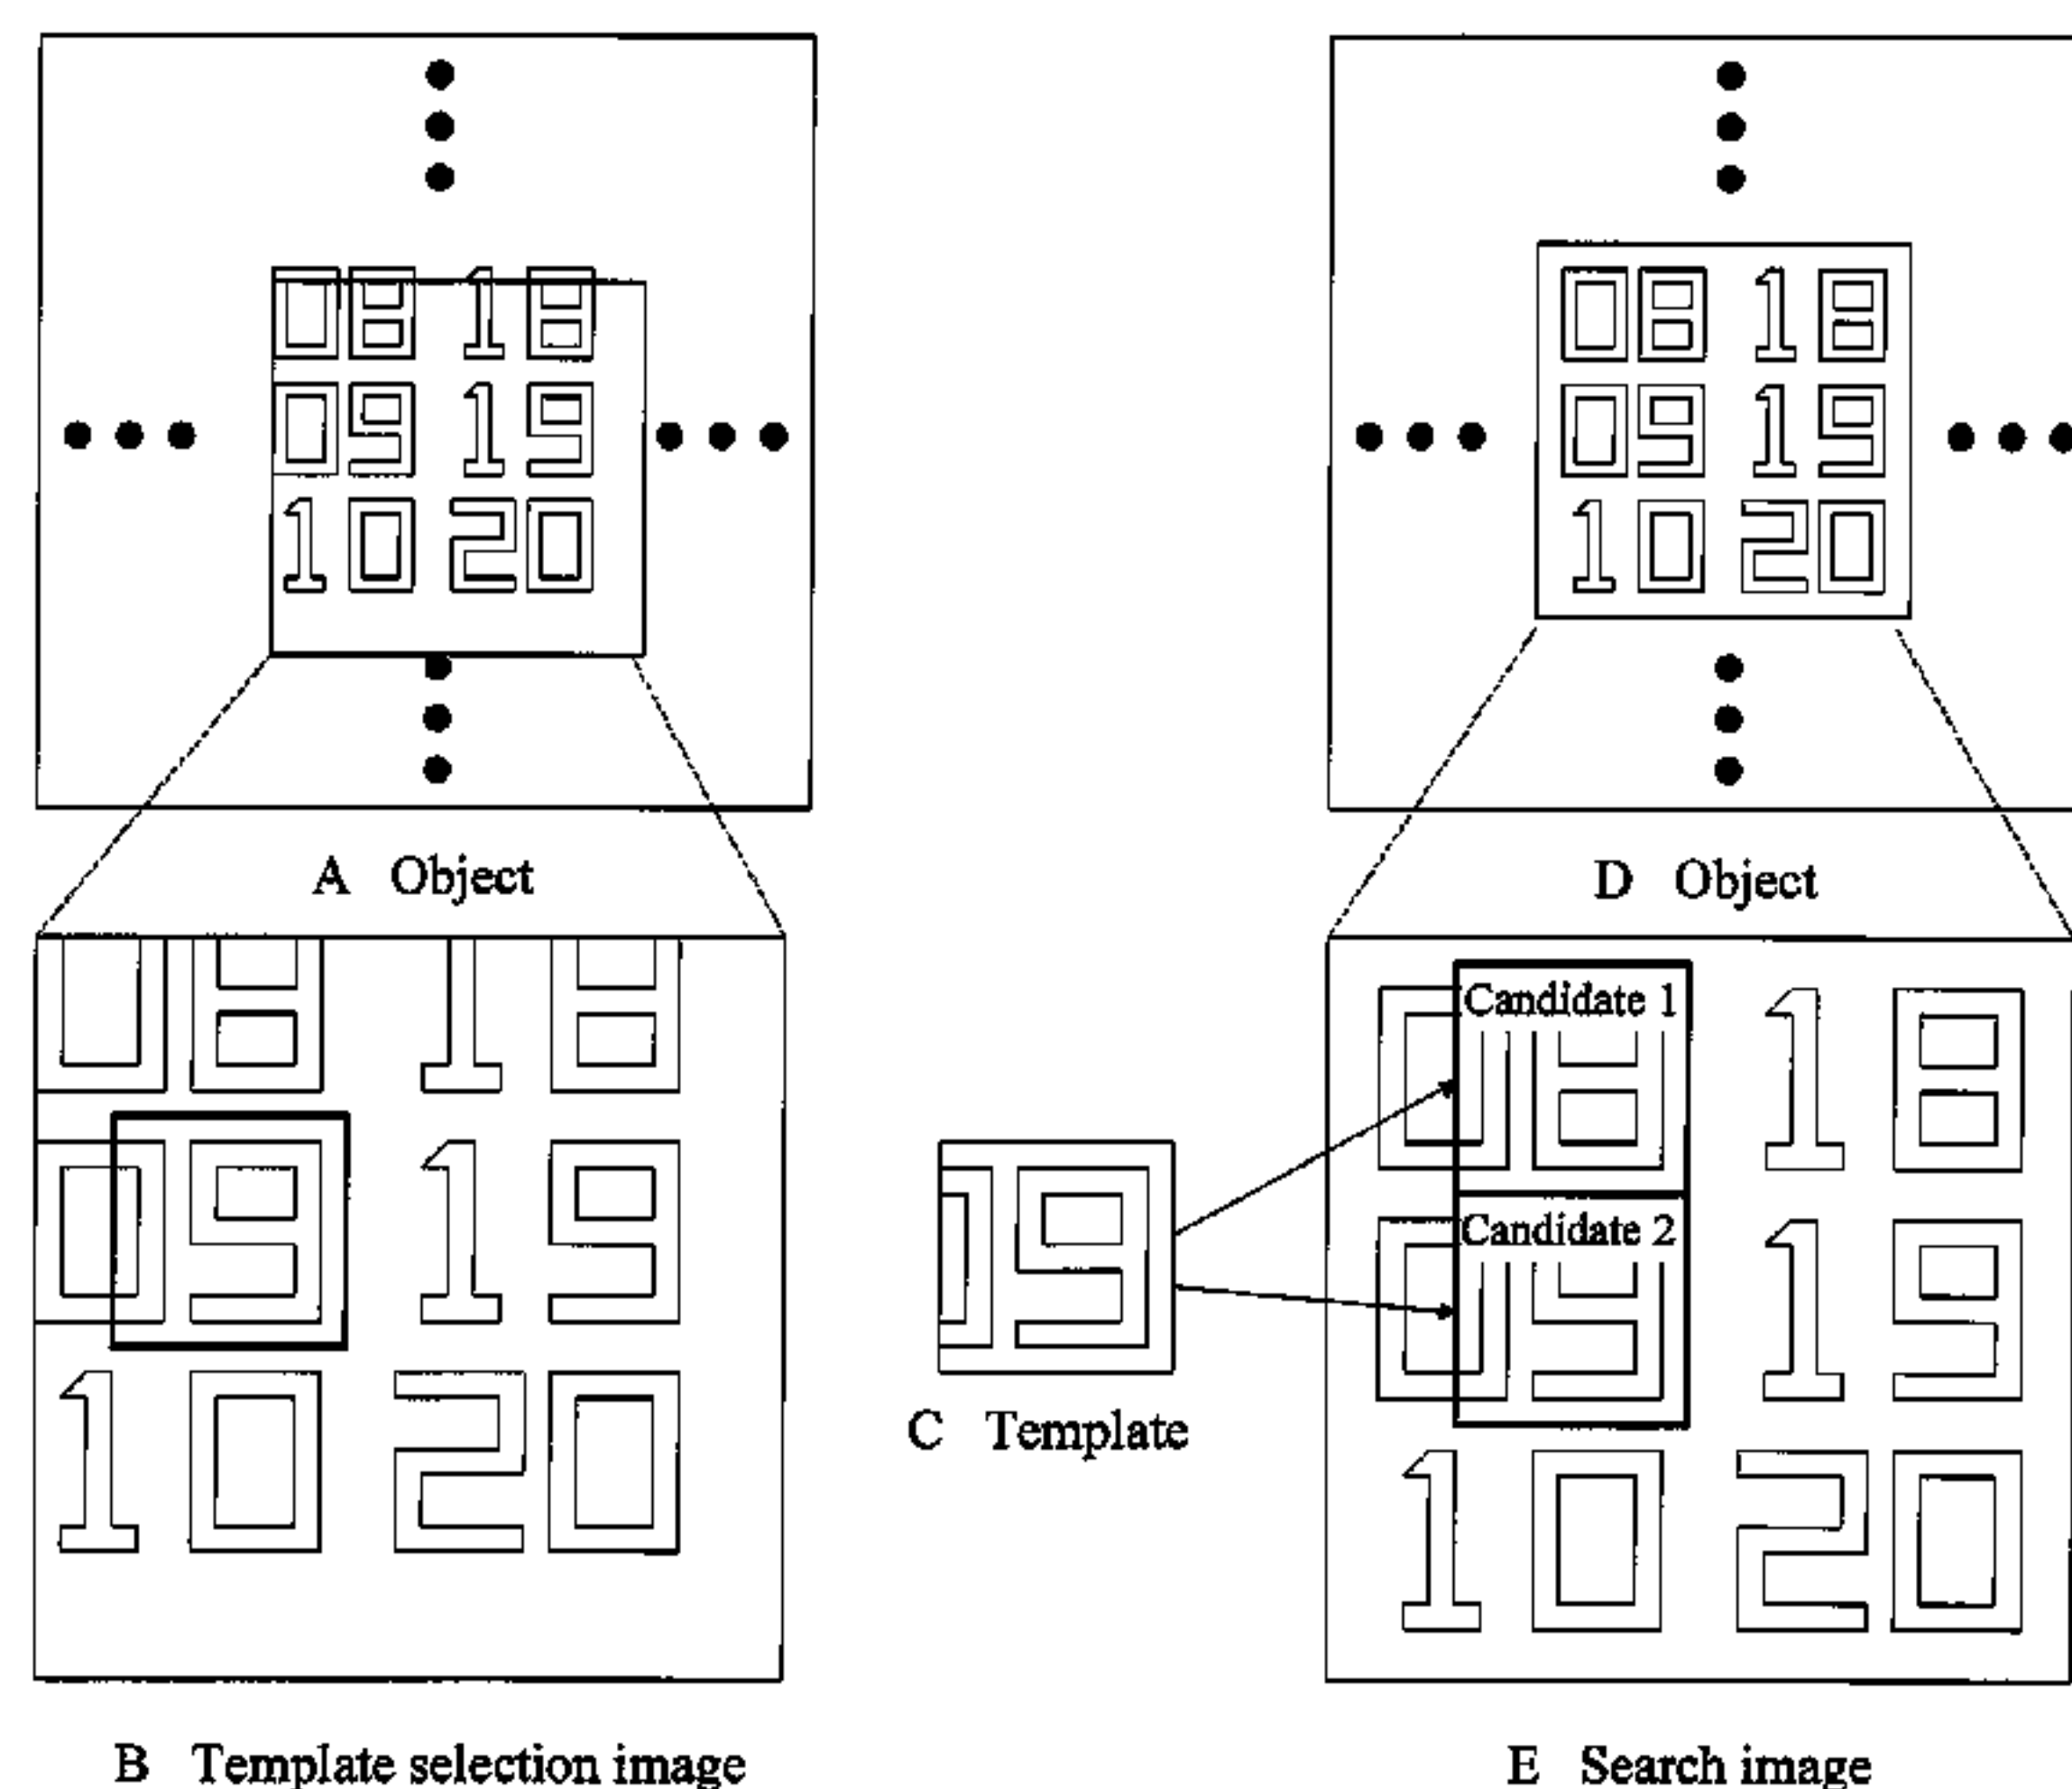 08 18
09 19
10 20
A Object
08 18
09 19
10 20
B Template selection image
09
C Template
08 18
09 19
10 20
D Object
Candidate 1
08 18
Candidate 2
09 19
10 20
E Search image